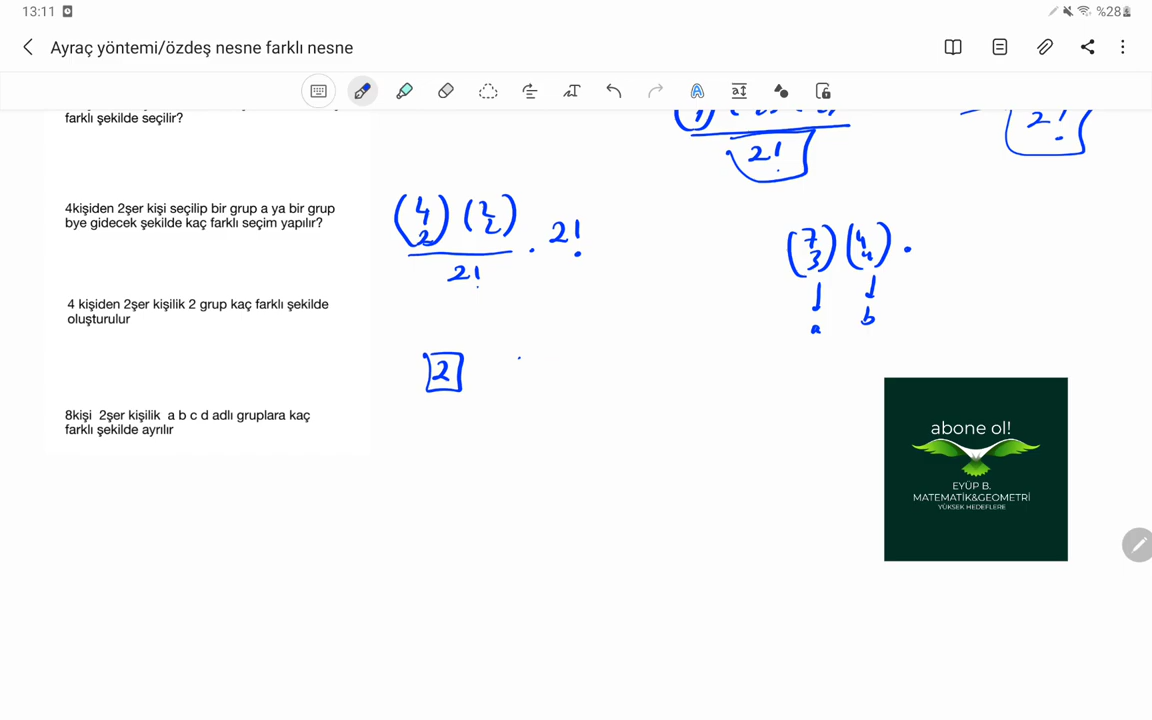 13:11
%28
Ayraç yöntemi/özdeş nesne farklı nesne
farklı şekilde seçilir?
2!
2!
4kişiden 2şer kişi seçilip bir grup a ya bir grup
bye gidecek şekilde kaç farklı seçim yapılır?
(4 2) (2 2) / 2! . 2!
(7 3) (4 4) .
a b
4 kişiden 2şer kişilik 2 grup kaç farklı şekilde
oluşturulur
2
8kişi 2şer kişilik a b c d adlı gruplara kaç
farklı şekilde ayrılır
abone ol!
EYÜP B.
MATEMATİK&GEOMETRİ
YÜKSEK HEDEFLERE